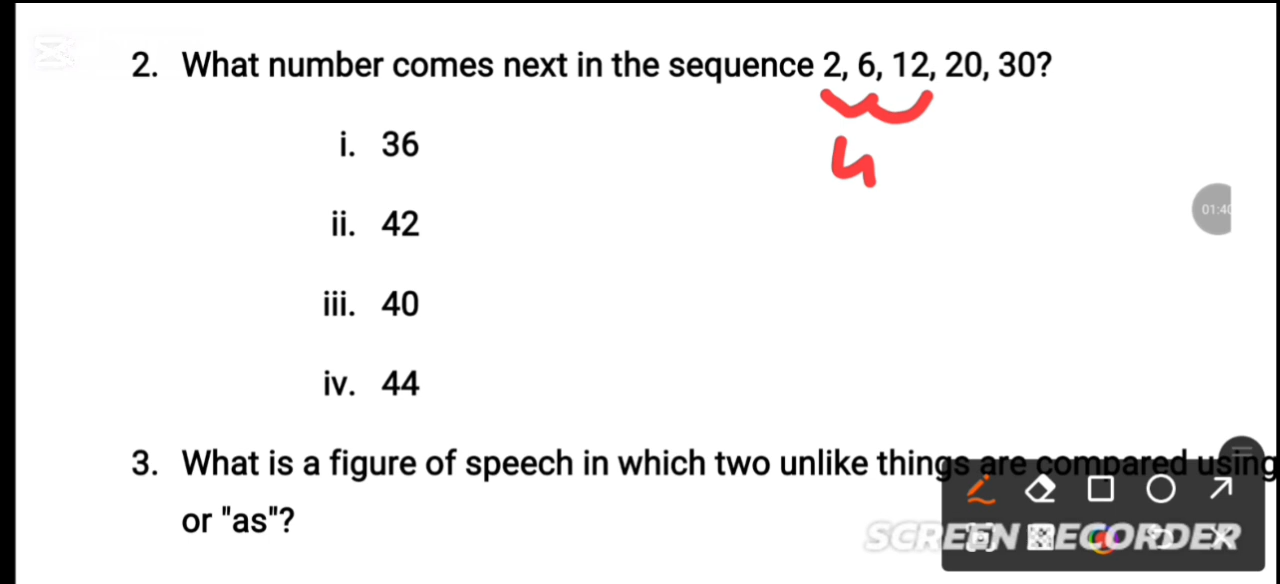 2. What number comes next in the sequence 2, 6, 12, 20, 30?
4
i. 36
01:40
ii. 42
iii. 40
iv. 44
3. What is a figure of speech in which two unlike things are compared using
or "as"?
SCREEN RECORDER